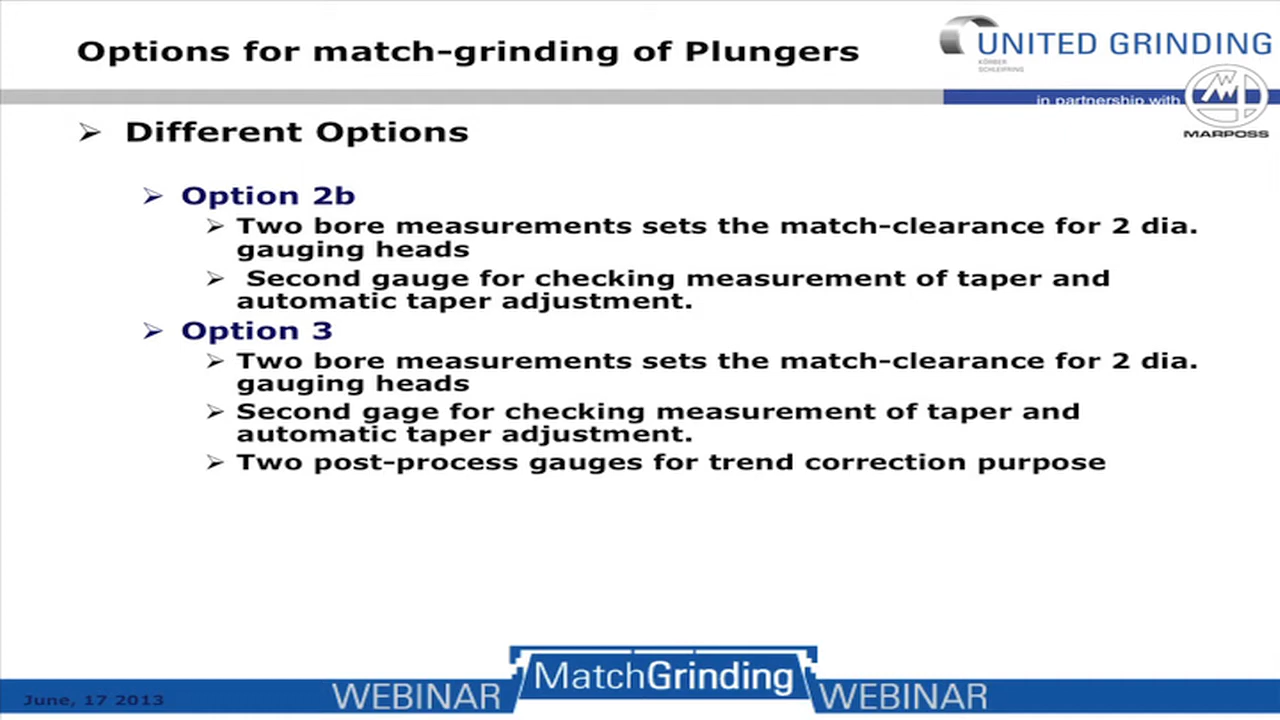 Options for match-grinding of Plungers
UNITED GRINDING
KÖRBER
SCHLEIFRING
in partnership with
MARPOSS
Different Options
Option 2b
Two bore measurements sets the match-clearance for 2 dia.
gauging heads
Second gauge for checking measurement of taper and
automatic taper adjustment.
Option 3
Two bore measurements sets the match-clearance for 2 dia.
gauging heads
Second gage for checking measurement of taper and
automatic taper adjustment.
Two post-process gauges for trend correction purpose
June, 17 2013
WEBINAR MatchGrinding WEBINAR